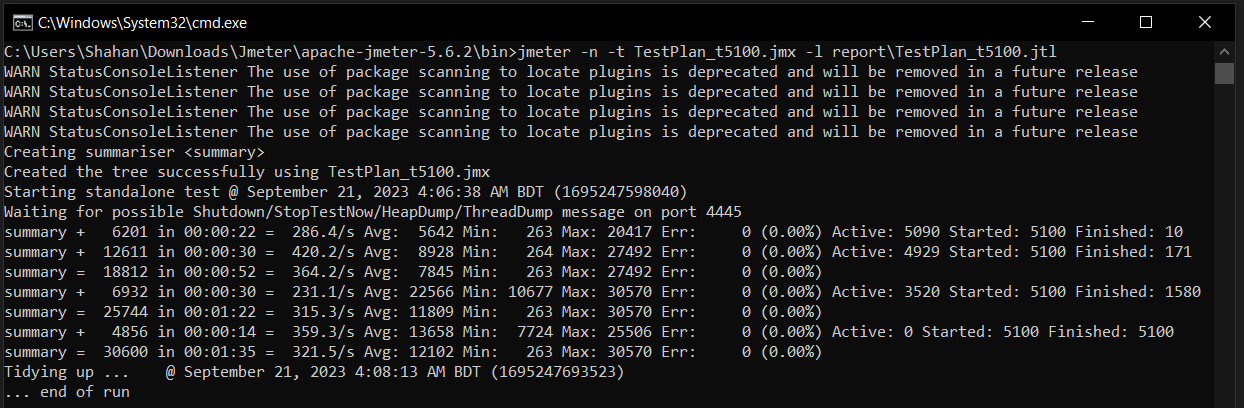 C:\Windows\System32\cmd.exe
C:\Users\Shahan\Downloads\Jmeter\apache-jmeter-5.6.2\bin>jmeter -n -t TestPlan_t5100.jmx -l report\TestPlan_t5100.jtl
WARN StatusConsoleListener The use of package scanning to locate plugins is deprecated and will be removed in a future release
WARN StatusConsoleListener The use of package scanning to locate plugins is deprecated and will be removed in a future release
WARN StatusConsoleListener The use of package scanning to locate plugins is deprecated and will be removed in a future release
WARN StatusConsoleListener The use of package scanning to locate plugins is deprecated and will be removed in a future release
Creating summariser <summary>
Created the tree successfully using TestPlan_t5100.jmx
Starting standalone test @ September 21, 2023 4:06:38 AM BDT (1695247598040)
Waiting for possible Shutdown/StopTestNow/HeapDump/ThreadDump message on port 4445
summary +   6201 in 00:00:22 =  286.4/s Avg:  5642 Min:   263 Max: 20417 Err:     0 (0.00%) Active: 5090 Started: 5100 Finished: 10
summary +  12611 in 00:00:30 =  420.2/s Avg:  8928 Min:   264 Max: 27492 Err:     0 (0.00%) Active: 4929 Started: 5100 Finished: 171
summary =  18812 in 00:00:52 =  364.2/s Avg:  7845 Min:   263 Max: 27492 Err:     0 (0.00%)
summary +   6932 in 00:00:30 =  231.1/s Avg: 22566 Min: 10677 Max: 30570 Err:     0 (0.00%) Active: 3520 Started: 5100 Finished: 1580
summary =  25744 in 00:01:22 =  315.3/s Avg: 11809 Min:   263 Max: 30570 Err:     0 (0.00%)
summary +   4856 in 00:00:14 =  359.3/s Avg: 13658 Min:  7724 Max: 25506 Err:     0 (0.00%) Active: 0 Started: 5100 Finished: 5100
summary =  30600 in 00:01:35 =  321.5/s Avg: 12102 Min:   263 Max: 30570 Err:     0 (0.00%)
Tidying up ...    @ September 21, 2023 4:08:13 AM BDT (1695247693523)
... end of run